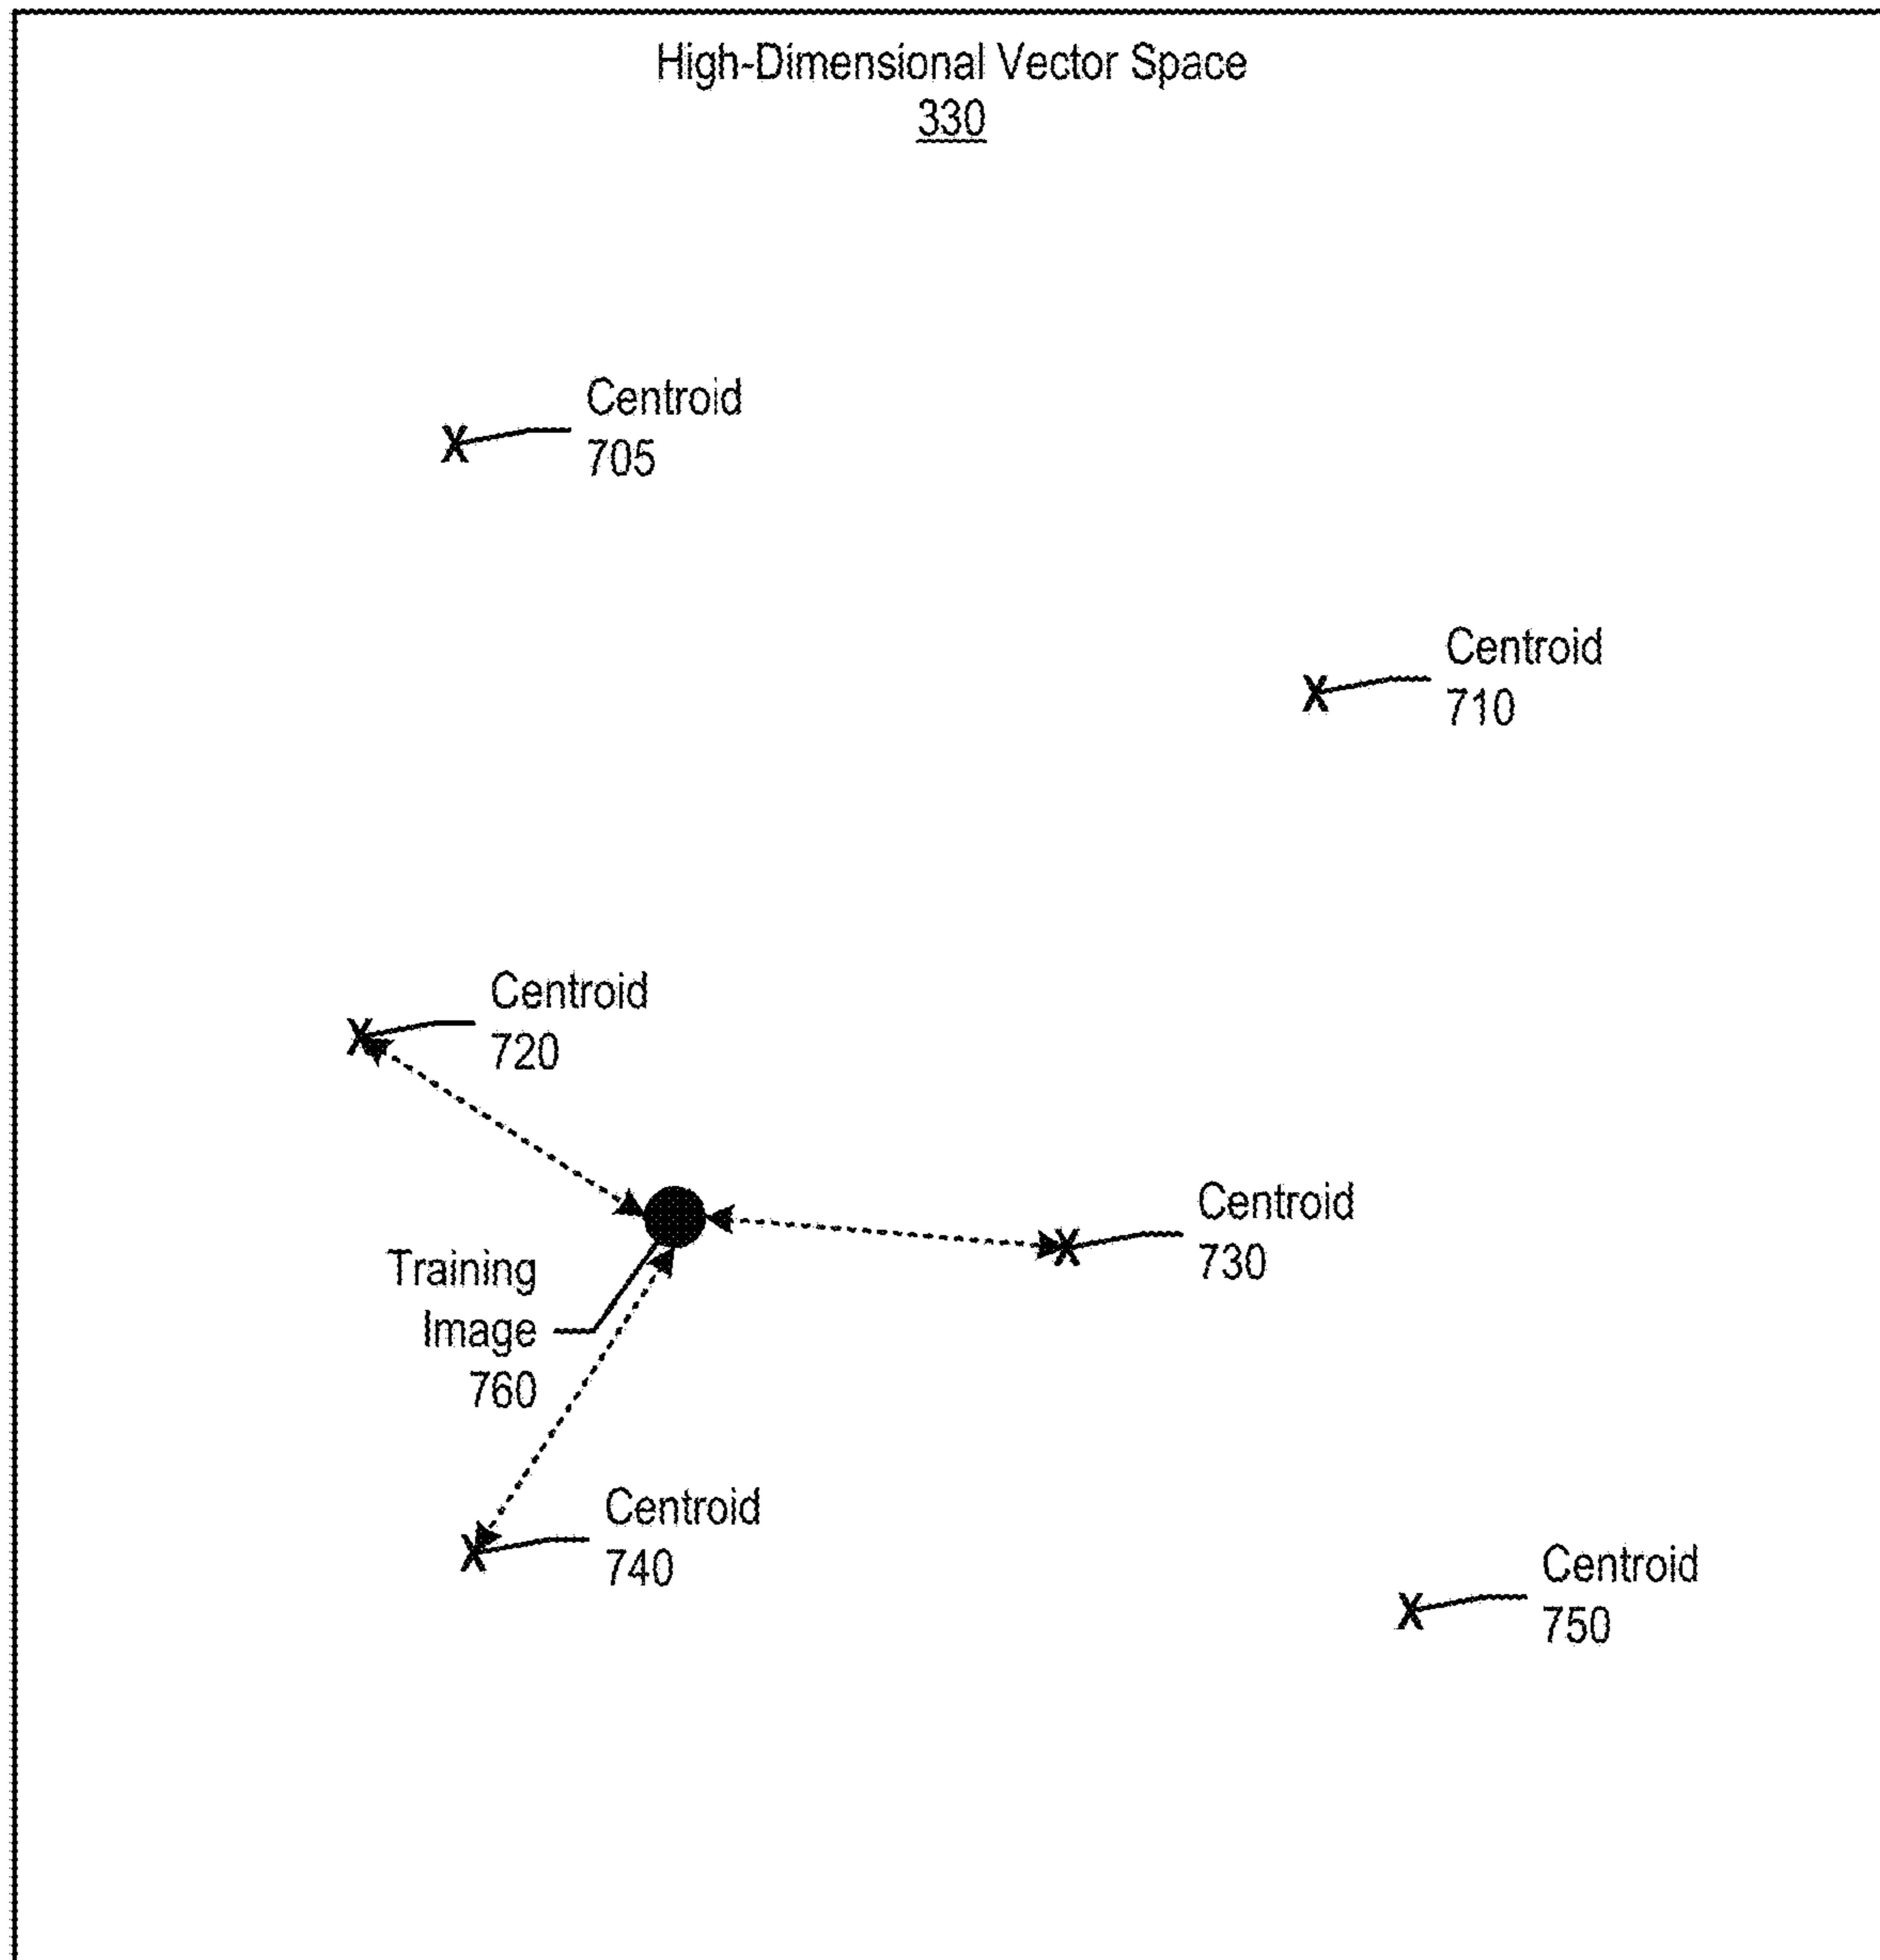 High-Dimensional Vector Space
330
Centroid
705
Centroid
710
Centroid
720
Centroid
730
Training
Image
760
Centroid
740
Centroid
750